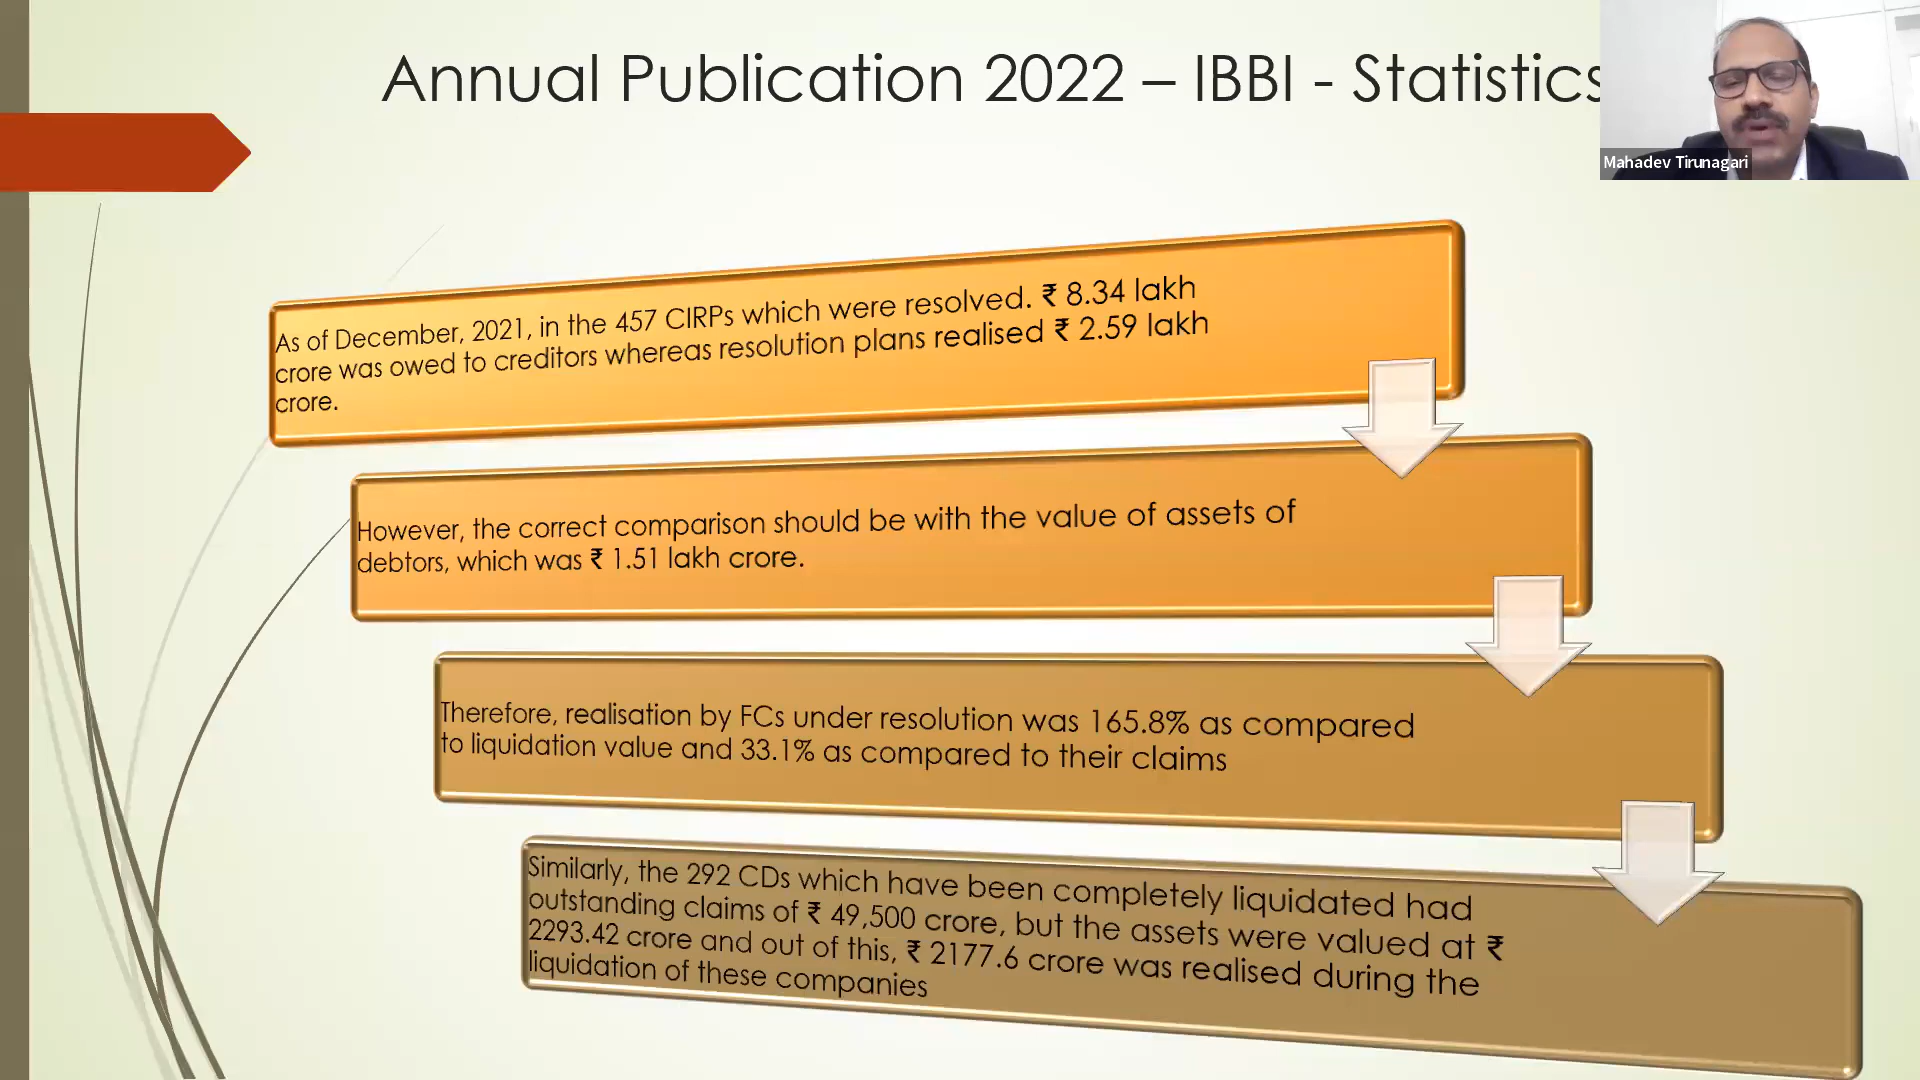 Annual Publication 2022 – IBBI - Statistics
Mahadev Tirunagari
As of December, 2021, in the 457 CIRPs which were resolved. ₹ 8.34 lakh
crore was owed to creditors whereas resolution plans realised ₹ 2.59 lakh
crore.
However, the correct comparison should be with the value of assets of
debtors, which was ₹ 1.51 lakh crore.
Therefore, realisation by FCs under resolution was 165.8% as compared
to liquidation value and 33.1% as compared to their claims
Similarly, the 292 CDs which have been completely liquidated had
outstanding claims of ₹ 49,500 crore, but the assets were valued at ₹
2293.42 crore and out of this, ₹ 2177.6 crore was realised during the
liquidation of these companies